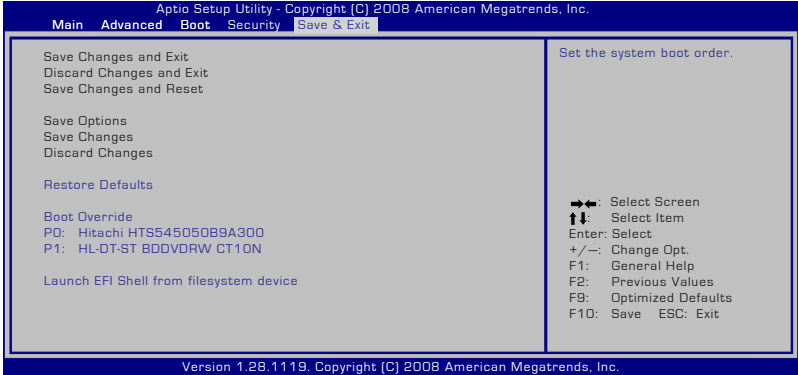 Aptio Setup Utility - Copyright (C) 2008 American Megatrends, Inc.
Main Advanced Boot Security Save & Exit
Save Changes and Exit
Discard Changes and Exit
Save Changes and Reset
Save Options
Save Changes
Discard Changes
Restore Defaults
Boot Override
P0: Hitachi HTS545050B9A300
P1: HL-DT-ST BDDVDRW CT10N
Launch EFI Shell from filesystem device
Set the system boot order.
→←: Select Screen
↑↓: Select Item
Enter: Select
+/—: Change Opt.
F1: General Help
F2: Previous Values
F9: Optimized Defaults
F10: Save ESC: Exit
Version 1.28.1119. Copyright (C) 2008 American Megatrends, Inc.